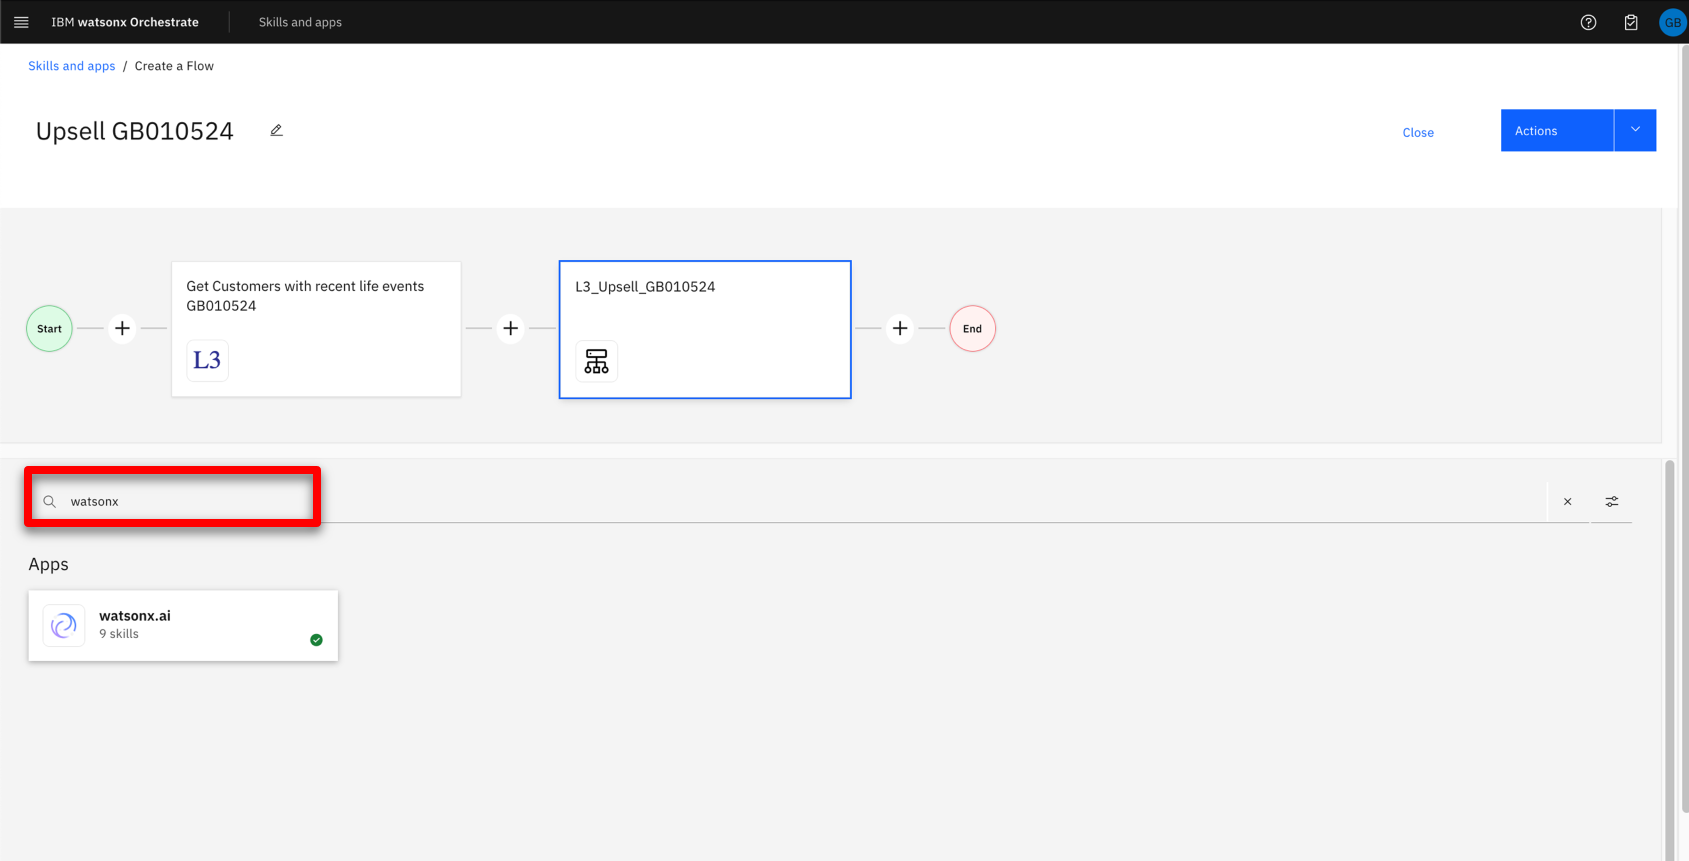 IBM watsonx Orchestrate
Skills and apps
GB
Skills and apps / Create a Flow
Upsell GB010524
Close
Actions
Start
Get Customers with recent life events
GB010524
L3
L3_Upsell_GB010524
End
watsonx
Apps
watsonx.ai
9 skills